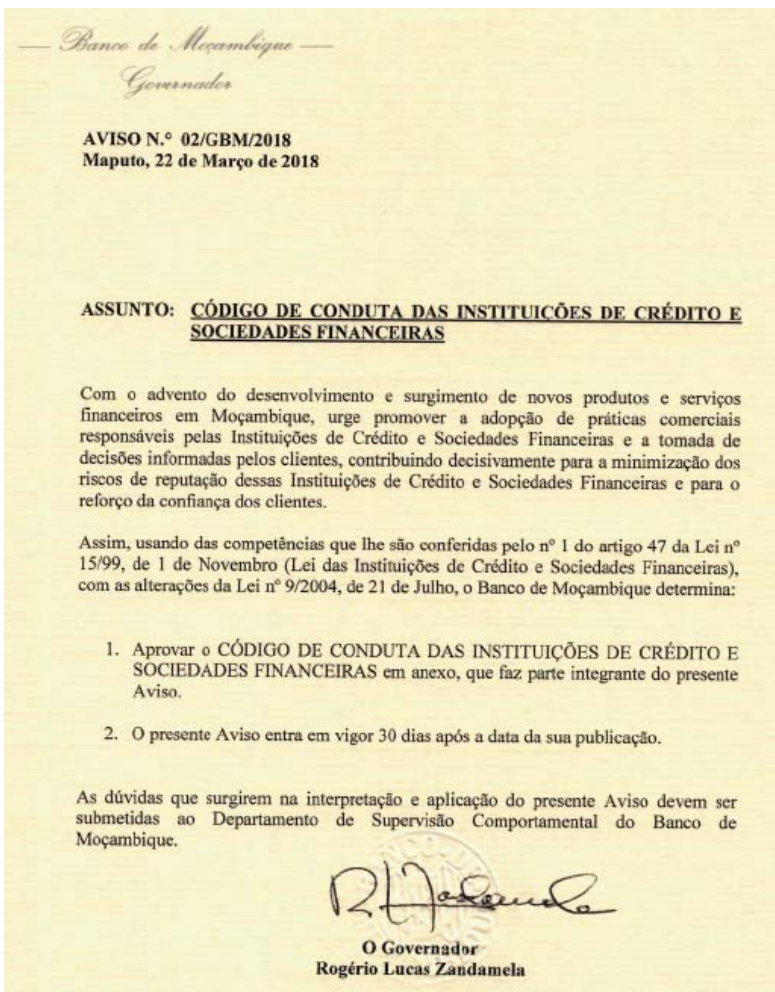 Banco de Moçambique
Governador
AVISO N.º 02/GBM/2018
Maputo, 22 de Março de 2018
ASSUNTO: CÓDIGO DE CONDUTA DAS INSTITUIÇÕES DE CRÉDITO E
SOCIEDADES FINANCEIRAS
Com o advento do desenvolvimento e surgimento de novos produtos e serviços
financeiros em Moçambique, urge promover a adopção de práticas comerciais
responsáveis pelas Instituições de Crédito e Sociedades Financeiras e a tomada de
decisões informadas pelos clientes, contribuindo decisivamente para a minimização dos
riscos de reputação dessas Instituições de Crédito e Sociedades Financeiras e para o
reforço da confiança dos clientes.
Assim, usando das competências que lhe são conferidas pelo nº 1 do artigo 47 da Lei nº
15/99, de 1 de Novembro (Lei das Instituições de Crédito e Sociedades Financeiras),
com as alterações da Lei nº 9/2004, de 21 de Julho, o Banco de Moçambique determina:
1. Aprovar o CÓDIGO DE CONDUTA DAS INSTITUIÇÕES DE CRÉDITO E
SOCIEDADES FINANCEIRAS em anexo, que faz parte integrante do presente
Aviso.
2. O presente Aviso entra em vigor 30 dias após a data da sua publicação.
As dúvidas que surgirem na interpretação e aplicação do presente Aviso devem ser
submetidas ao Departamento de Supervisão Comportamental do Banco de
Moçambique.
O Governador
Rogério Lucas Zandamela